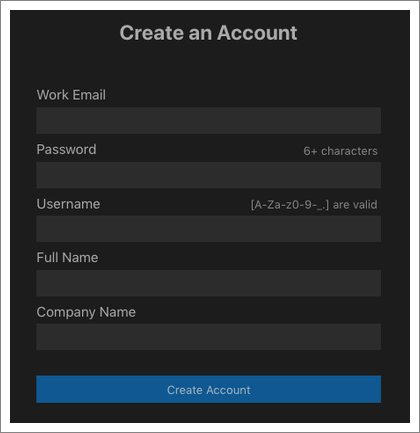 Create an Account
Work Email
Password 6+ characters
Username [A-Za-z0-9-_.] are valid
Full Name
Company Name
Create Account